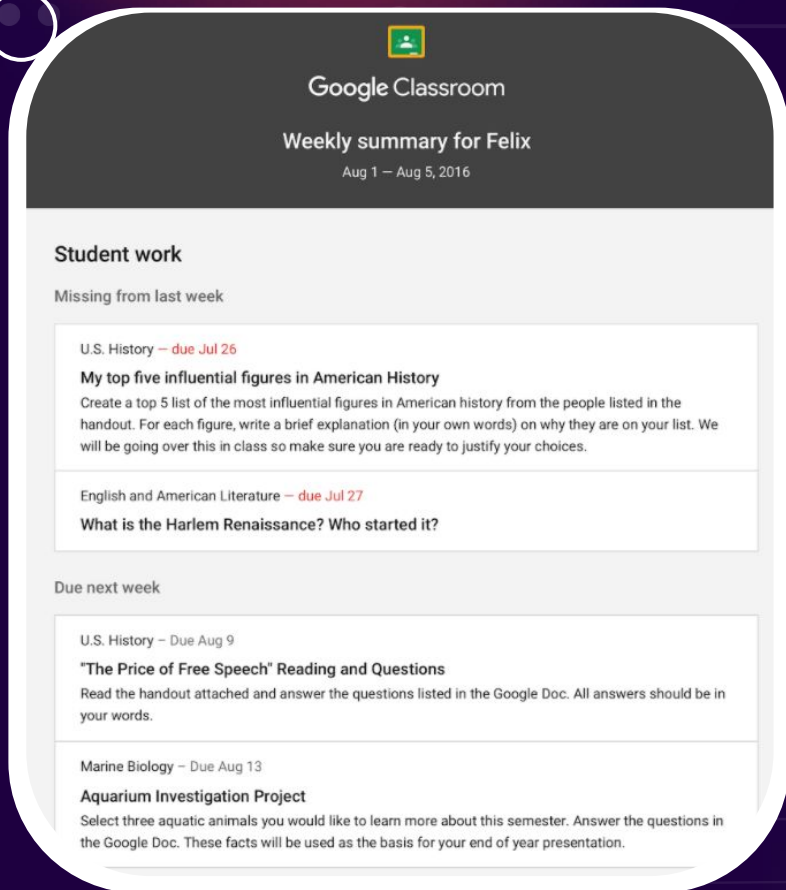 Google Classroom
Weekly summary for Felix
Aug 1 — Aug 5, 2016
Student work
Missing from last week
U.S. History — due Jul 26
My top five influential figures in American History
Create a top 5 list of the most influential figures in American history from the people listed in the
handout. For each figure, write a brief explanation (in your own words) on why they are on your list. We
will be going over this in class so make sure you are ready to justify your choices.
English and American Literature — due Jul 27
What is the Harlem Renaissance? Who started it?
Due next week
U.S. History – Due Aug 9
"The Price of Free Speech" Reading and Questions
Read the handout attached and answer the questions listed in the Google Doc. All answers should be in
your words.
Marine Biology – Due Aug 13
Aquarium Investigation Project
Select three aquatic animals you would like to learn more about this semester. Answer the questions in
the Google Doc. These facts will be used as the basis for your end of year presentation.